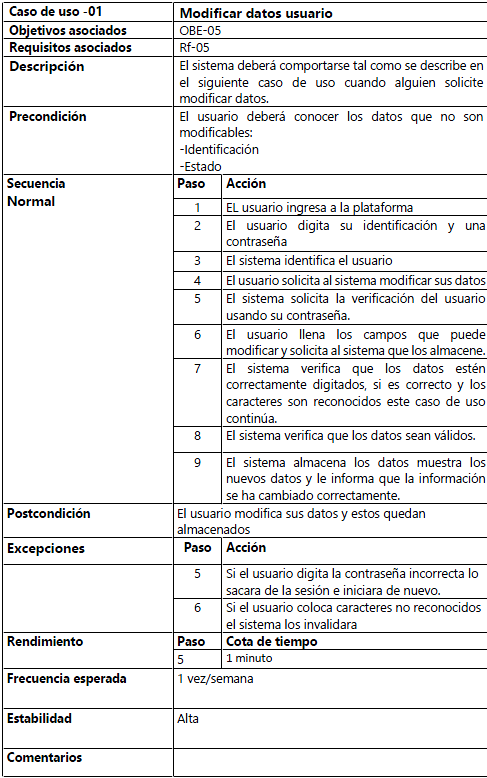 Caso de uso -01 Modificar datos usuario
Objetivos asociados OBE-05
Requisitos asociados Rf-05
Descripción El sistema deberá comportarse tal como se describe en
el siguiente caso de uso cuando alguien solicite
modificar datos.
Precondición El usuario deberá conocer los datos que no son
modificables:
-Identificación
-Estado
Secuencia Paso Acción
Normal
1 EL usuario ingresa a la plataforma
2 El usuario digita su identificación y una
contraseña
3 El sistema identifica el usuario
4 El usuario solicita al sistema modificar sus datos
5 El sistema solicita la verificación del usuario
usando su contraseña.
6 El usuario llena los campos que puede
modificar y solicita al sistema que los almacene.
7 El sistema verifica que los datos estén
correctamente digitados, si es correcto y los
caracteres son reconocidos este caso de uso
continúa.
8 El sistema verifica que los datos sean válidos.
9 El sistema almacena los datos muestra los
nuevos datos y le informa que la información
se ha cambiado correctamente.
Postcondición El usuario modifica sus datos y estos quedan
almacenados
Excepciones Paso Acción
5 Si el usuario digita la contraseña incorrecta lo
sacara de la sesión e iniciara de nuevo.
6 Si el usuario coloca caracteres no reconocidos
el sistema los invalidara
Rendimiento Paso Cota de tiempo
5 1 minuto
Frecuencia esperada 1 vez/semana
Estabilidad Alta
Comentarios